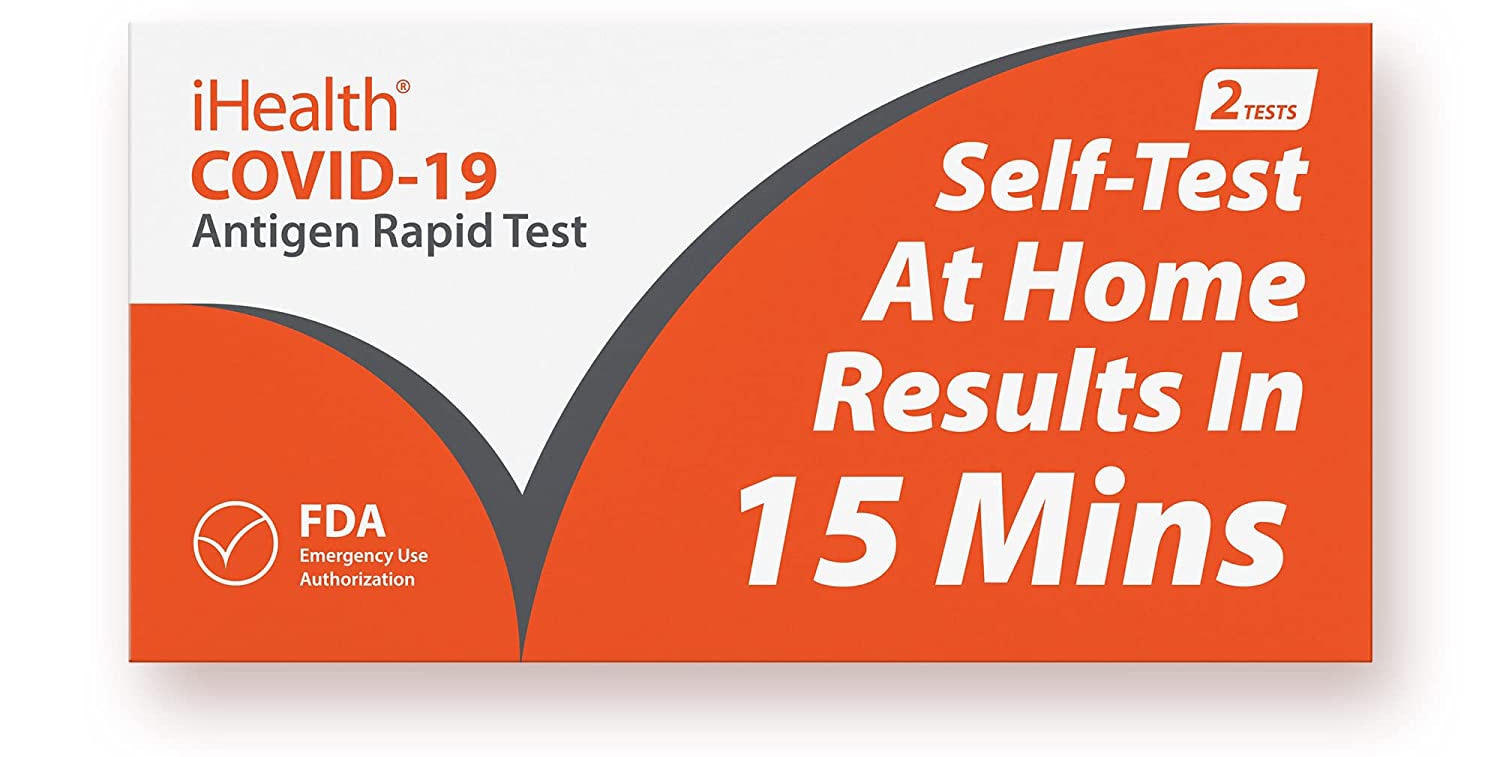 iHealth®
COVID-19
Antigen Rapid Test
2 TESTS
Self-Test
At Home
Results In
15 Mins
FDA
Emergency Use
Authorization